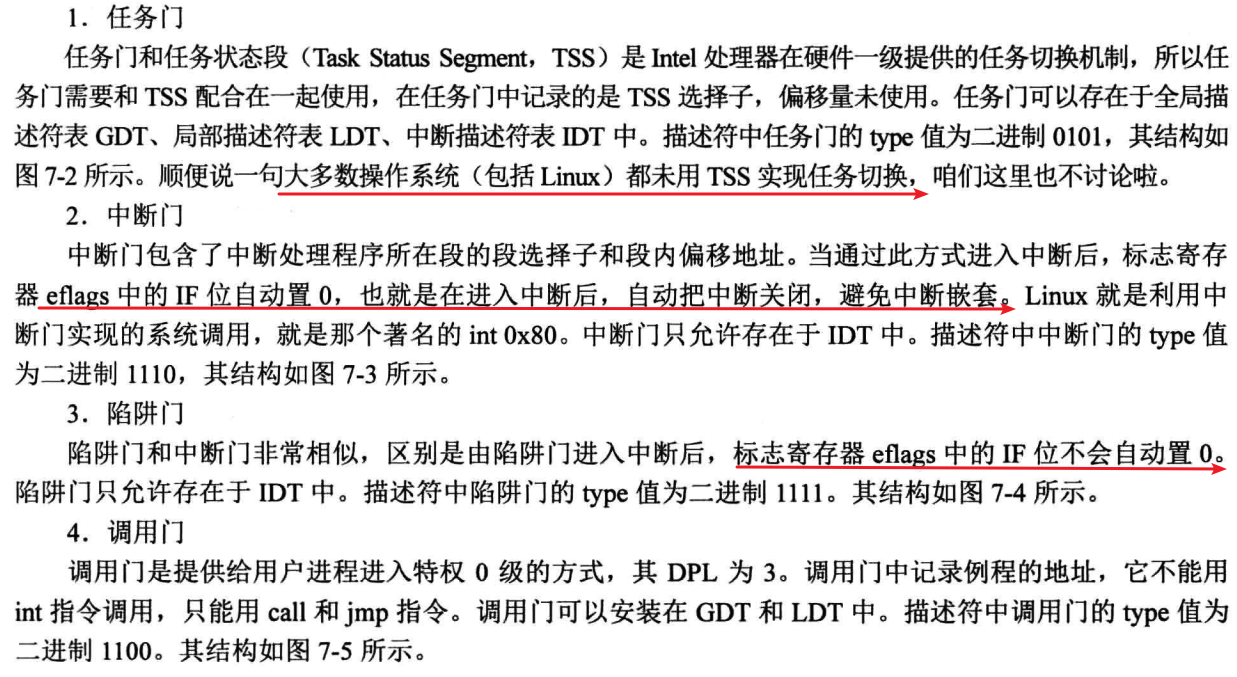 1．任务门
任务门和任务状态段（Task Status Segment，TSS）是 Intel 处理器在硬件一级提供的任务切换机制，所以任
务门需要和 TSS 配合在一起使用，在任务门中记录的是 TSS 选择子，偏移量未使用。任务门可以存在于全局描
述符表 GDT、局部描述符表 LDT、中断描述符表 IDT 中。描述符中任务门的 type 值为二进制 0101，其结构如
图 7-2 所示。顺便说一句大多数操作系统（包括 Linux）都未用 TSS 实现任务切换，咱们这里也不讨论啦。
2．中断门
中断门包含了中断处理程序所在段的段选择子和段内偏移地址。当通过此方式进入中断后，标志寄存
器 eflags 中的 IF 位自动置 0，也就是在进入中断后，自动把中断关闭，避免中断嵌套。Linux 就是利用中
断门实现的系统调用，就是那个著名的 int 0x80。中断门只允许存在于 IDT 中。描述符中中断门的 type 值
为二进制 1110，其结构如图 7-3 所示。
3．陷阱门
陷阱门和中断门非常相似，区别是由陷阱门进入中断后，标志寄存器 eflags 中的 IF 位不会自动置 0。
陷阱门只允许存在于 IDT 中。描述符中陷阱门的 type 值为二进制 1111。其结构如图 7-4 所示。
4．调用门
调用门是提供给用户进程进入特权 0 级的方式，其 DPL 为 3。调用门中记录例程的地址，它不能用
int 指令调用，只能用 call 和 jmp 指令。调用门可以安装在 GDT 和 LDT 中。描述符中调用门的 type 值为
二进制 1100。其结构如图 7-5 所示。